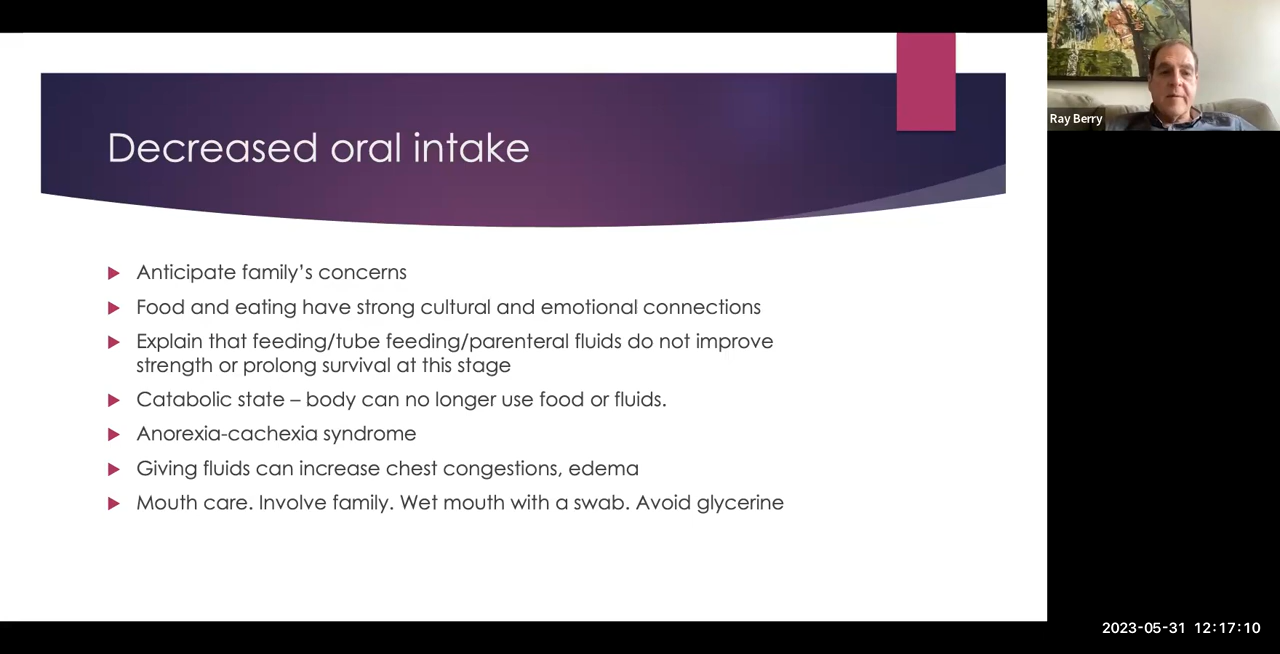 Decreased oral intake
Anticipate family’s concerns
Food and eating have strong cultural and emotional connections
Explain that feeding/tube feeding/parenteral fluids do not improve
strength or prolong survival at this stage
Catabolic state – body can no longer use food or fluids.
Anorexia-cachexia syndrome
Giving fluids can increase chest congestions, edema
Mouth care. Involve family. Wet mouth with a swab. Avoid glycerine
Ray Berry
2023-05-31 12:17:10